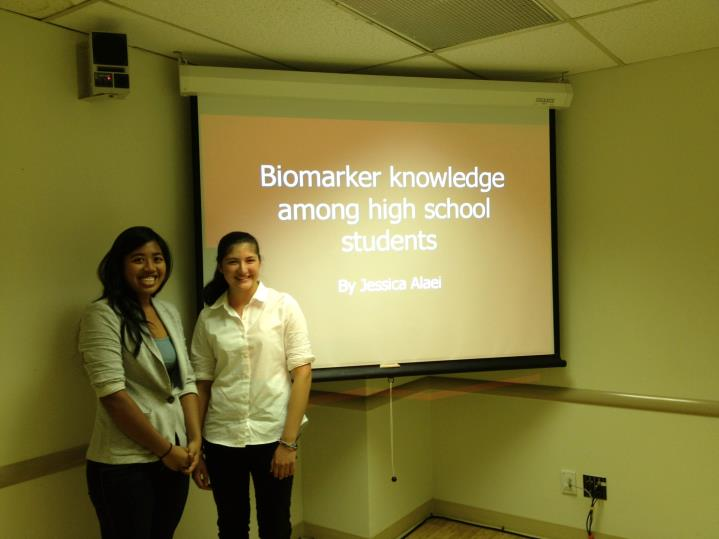 Biomarker knowledge
among high school
students
By Jessica Alaei